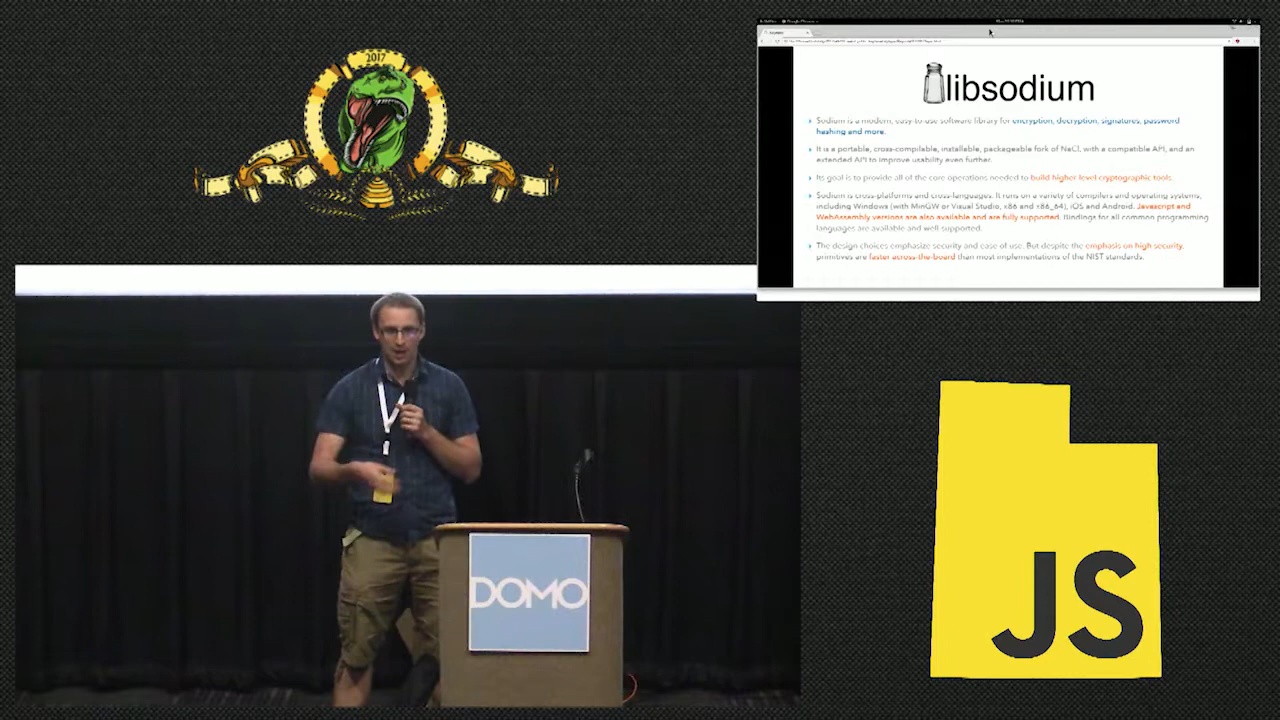 2017
libsodium
Sodium is a modern, easy-to-use software library for encryption, decryption, signatures, password
hashing and more.
It is a portable, cross-compilable, installable, packageable fork of NaCl, with a compatible API, and an
extended API to improve usability even further.
Its goal is to provide all of the core operations needed to build higher-level cryptographic tools.
Sodium is cross-platforms and cross-languages. It runs on a variety of compilers and operating systems,
including Windows (with MinGW or Visual Studio, x86 and x86_64), iOS and Android. Javascript and
WebAssembly versions are also available and are fully supported. Bindings for all common programming
languages are available and well-supported.
The design choices emphasize security and ease of use. But despite the emphasis on high security,
primitives are faster across-the-board than most implementations of the NIST standards.
DOMO
JS